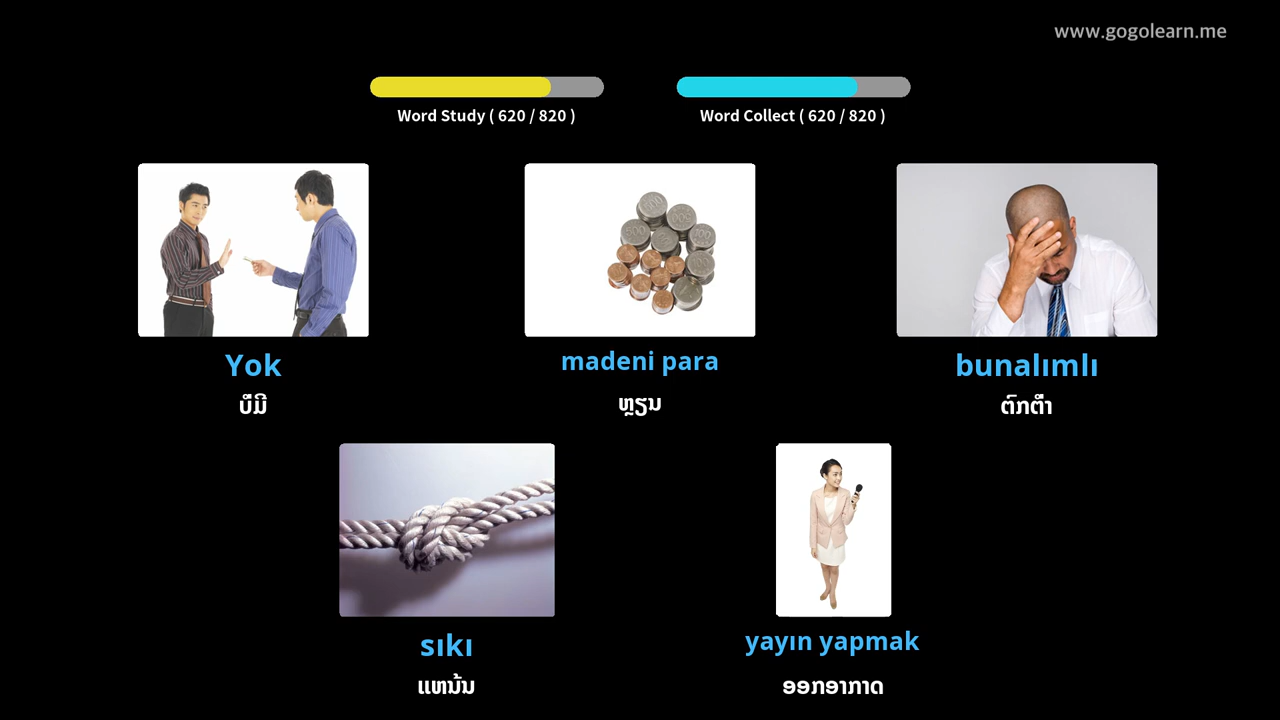 www.gogolearn.me
Word Study ( 620 / 820 )
Word Collect ( 620 / 820 )
Yok
ບໍ່ມີ
madeni para
ຫຼຽນ
bunalımlı
ຕົກຕໍ່າ
sıkı
ແຫນ້ນ
yayın yapmak
ອອກອາກາດ